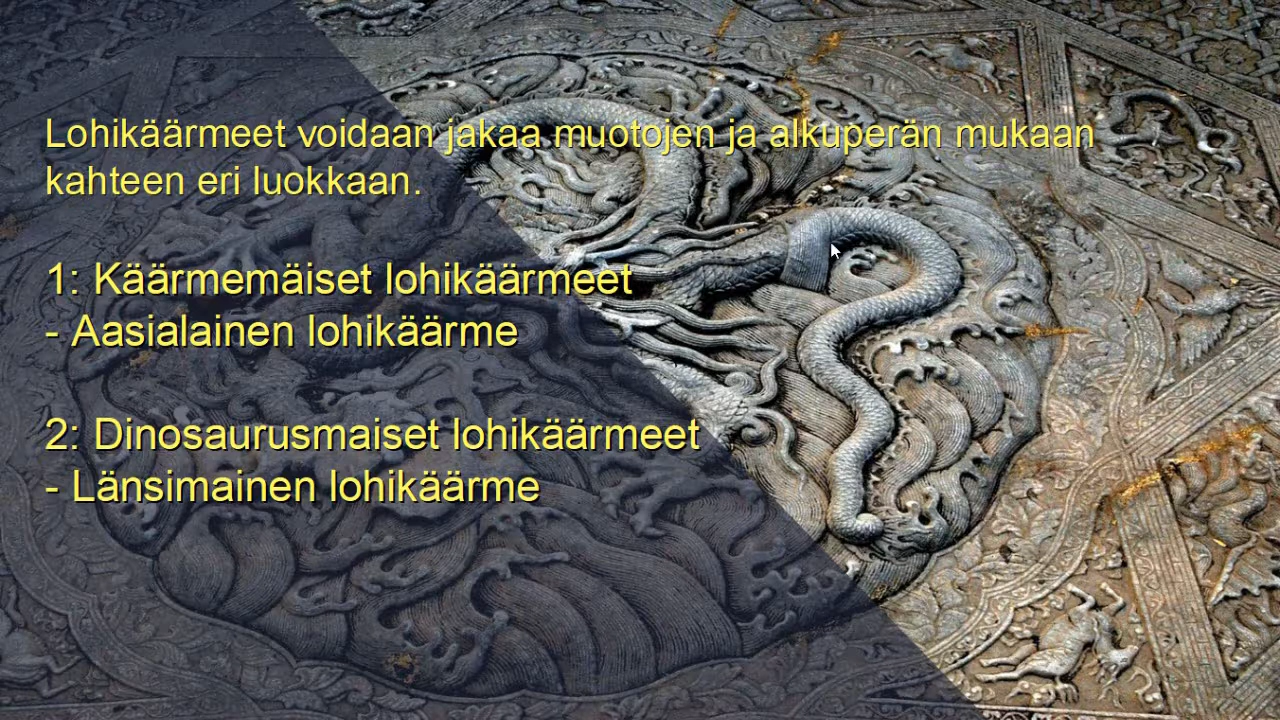 Lohikäärmeet voidaan jakaa muotojen ja alkuperän mukaan
kahteen eri luokkaan.
1: Käärmemäiset lohikäärmeet
- Aasialainen lohikäärme
2: Dinosaurusmaiset lohikäärmeet
- Länsimainen lohikäärme